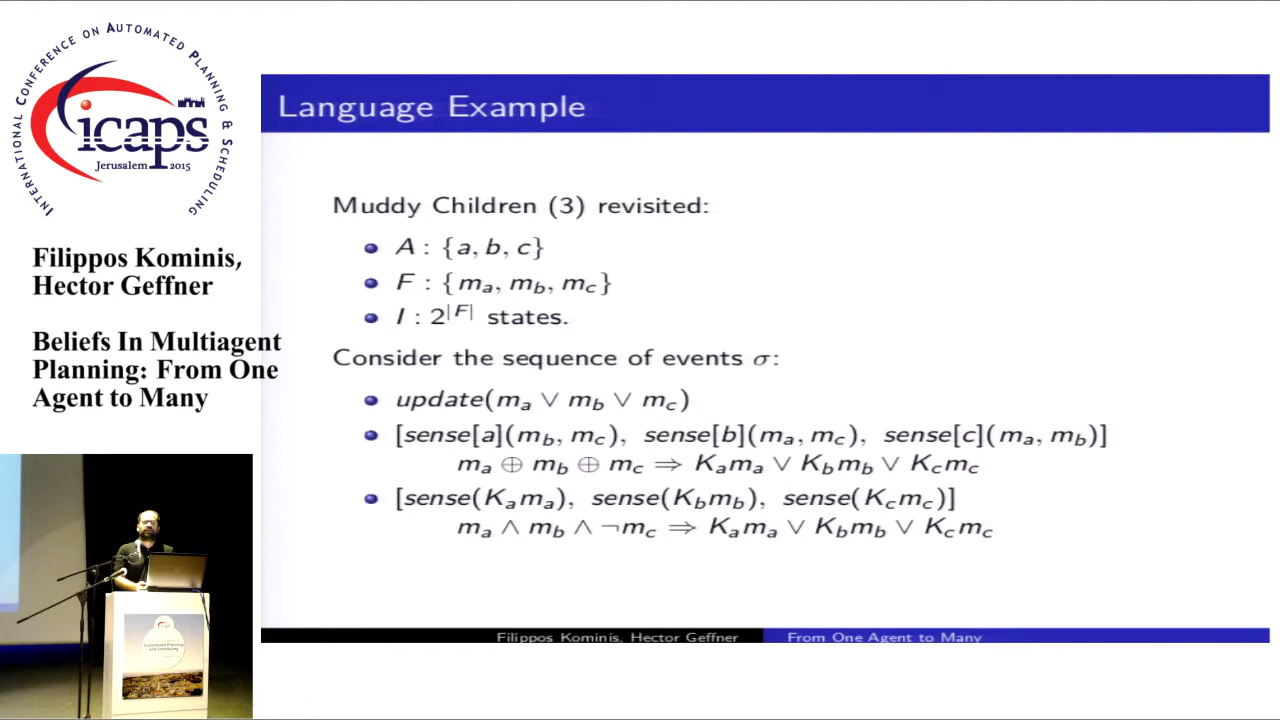 INTERNATIONAL CONFERENCE ON AUTOMATED PLANNING & SCHEDULING
icaps
Jerusalem 2015
Filippos Kominis,
Hector Geffner
Beliefs In Multiagent
Planning: From One
Agent to Many
Language Example
Muddy Children (3) revisited:
A : {a, b, c}
F : {m_a, m_b, m_c}
I : 2^|F| states.
Consider the sequence of events σ:
update(m_a ∨ m_b ∨ m_c)
[sense[a](m_b, m_c), sense[b](m_a, m_c), sense[c](m_a, m_b)]
m_a ⊕ m_b ⊕ m_c ⇒ K_a m_a ∨ K_b m_b ∨ K_c m_c
[sense(K_a m_a), sense(K_b m_b), sense(K_c m_c)]
m_a ∧ m_b ∧ ¬m_c ⇒ K_a m_a ∨ K_b m_b ∨ K_c m_c
Filippos Kominis, Hector Geffner From One Agent to Many
Automated Planning
and Scheduling